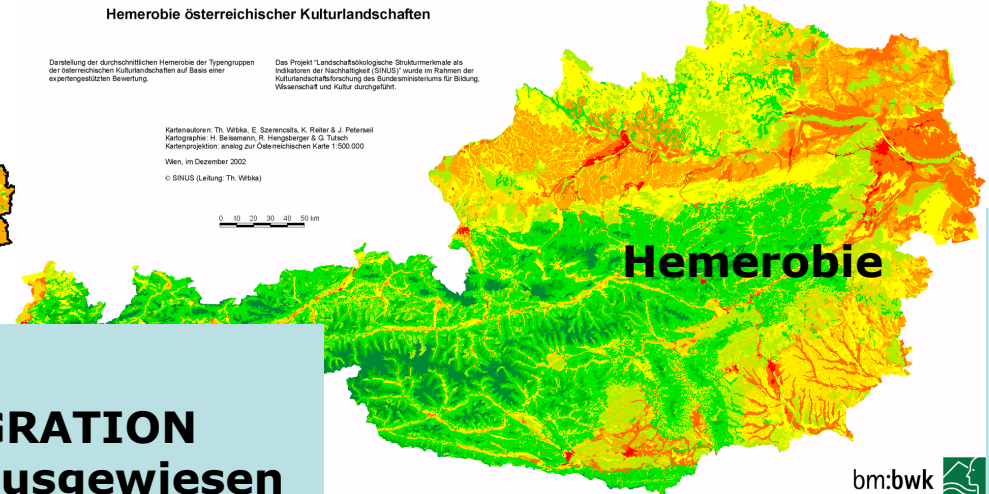 Hemerobie österreichischer Kulturlandschaften
Darstellung der durchschnittlichen Hemerobie der Typengruppen
der österreichischen Kulturlandschaften auf Basis einer
expertengestützten Bewertung.
Das Projekt "Landschaftsökologische Strukturmerkmale als
Indikatoren der Nachhaltigkeit (SINUS)" wurde im Rahmen der
Kulturlandschaftsforschung des Bundesministeriums für Bildung,
Wissenschaft und Kultur durchgeführt.
Kartenautoren: Th. Wrbka, E. Szerencsits, K. Reiter & J. Peterseil
Kartographie: H. Beissmann, R. Hengsberger & G. Tutsch
Kartenprojektion: analog zur Österreichischen Karte 1:500.000
Wien, im Dezember 2002
© SINUS (Leitung: Th. Wrbka)
0 10 20 30 40 50 km
Hemerobie
GRATION
usgewiesen
bm:bwk